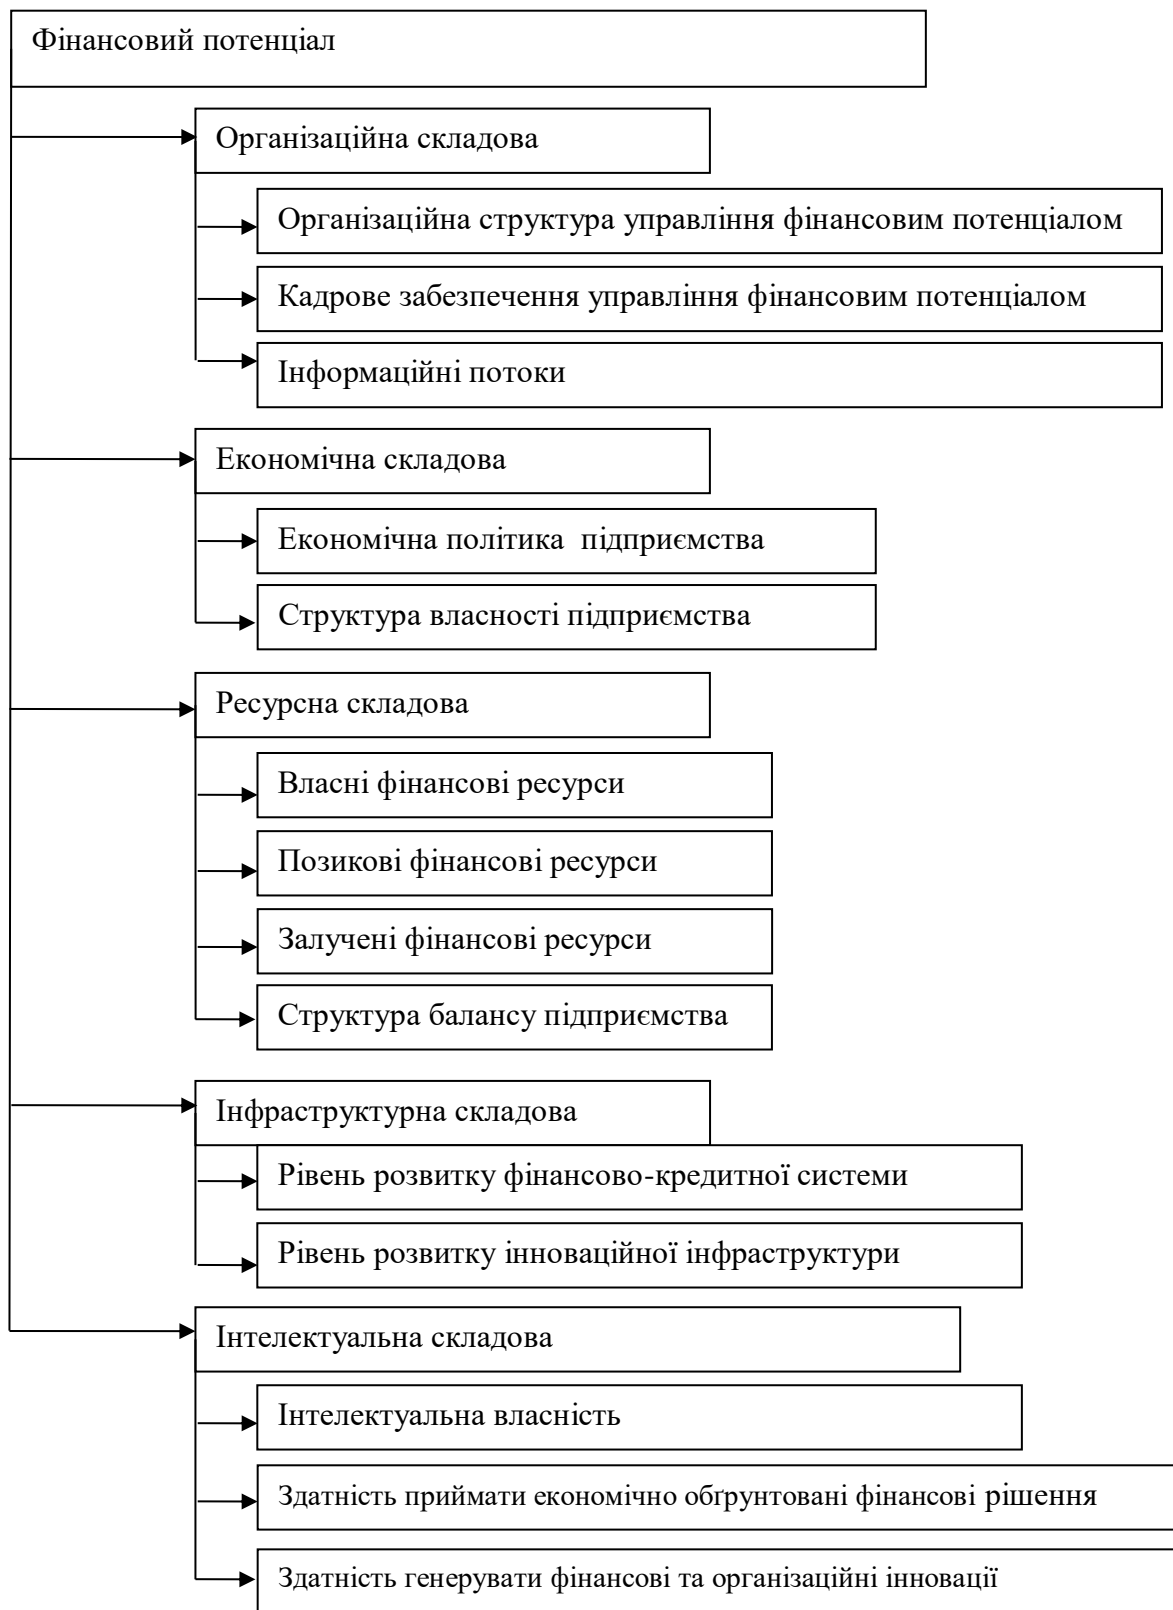 Фінансовий потенціал
Організаційна складова
Організаційна структура управління фінансовим потенціалом
Кадрове забезпечення управління фінансовим потенціалом
Інформаційні потоки
Економічна складова
Економічна політика підприємства
Структура власності підприємства
Ресурсна складова
Власні фінансові ресурси
Позикові фінансові ресурси
Залучені фінансові ресурси
Структура балансу підприємства
Інфраструктурна складова
Рівень розвитку фінансово-кредитної системи
Рівень розвитку інноваційної інфраструктури
Інтелектуальна складова
Інтелектуальна власність
Здатність приймати економічно обґрунтовані фінансові рішення
Здатність генерувати фінансові та організаційні інновації